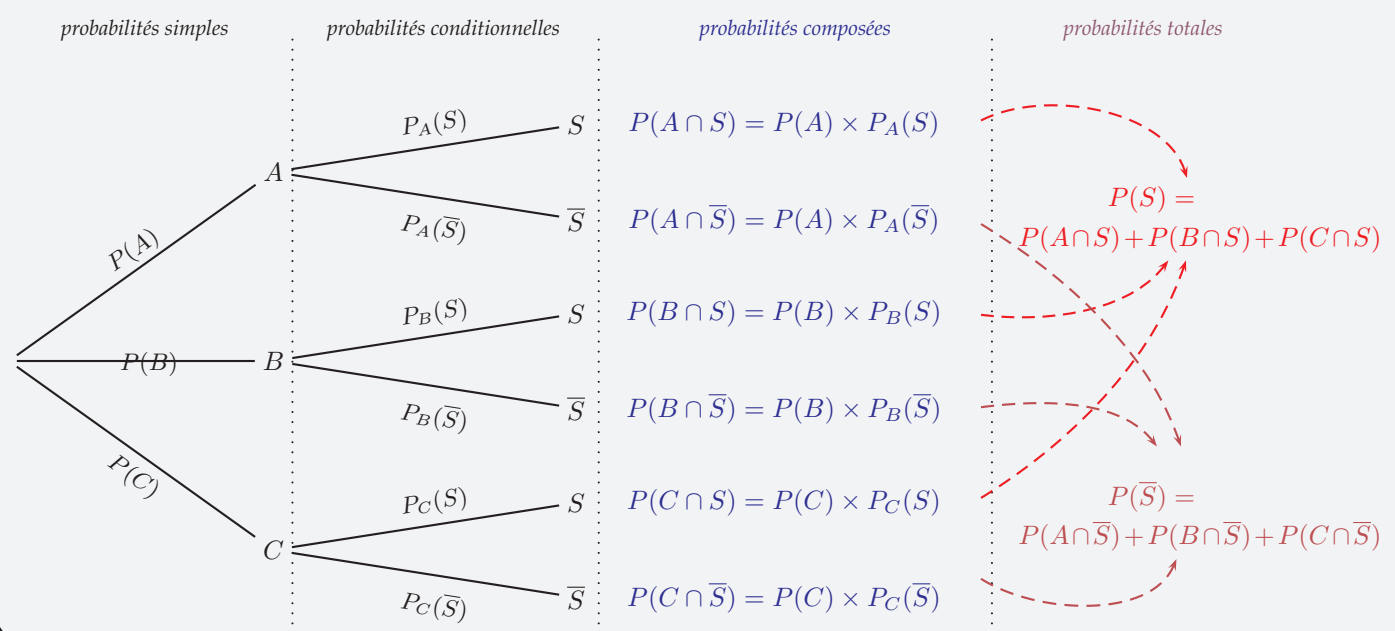 probabilités simples
probabilités conditionnelles
probabilités composées
probabilités totales
P(A)
P(B)
P(C)
A
B
C
P_A(S)
S
P_A(S̅)
S̅
P_B(S)
S
P_B(S̅)
S̅
P_C(S)
S
P_C(S̅)
S̅
P(A ∩ S) = P(A) × P_A(S)
P(A ∩ S̅) = P(A) × P_A(S̅)
P(B ∩ S) = P(B) × P_B(S)
P(B ∩ S̅) = P(B) × P_B(S̅)
P(C ∩ S) = P(C) × P_C(S)
P(C ∩ S̅) = P(C) × P_C(S̅)
P(S) =
P(A∩S)+P(B∩S)+P(C∩S)
P(S̅) =
P(A∩S̅)+P(B∩S̅)+P(C∩S̅)